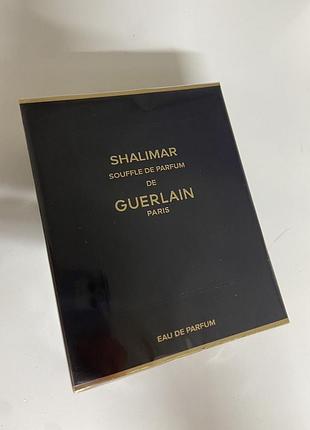 SHALIMAR
SOUFFLE DE PARFUM
DE
GUERLAIN
PARIS
EAU DE PARFUM